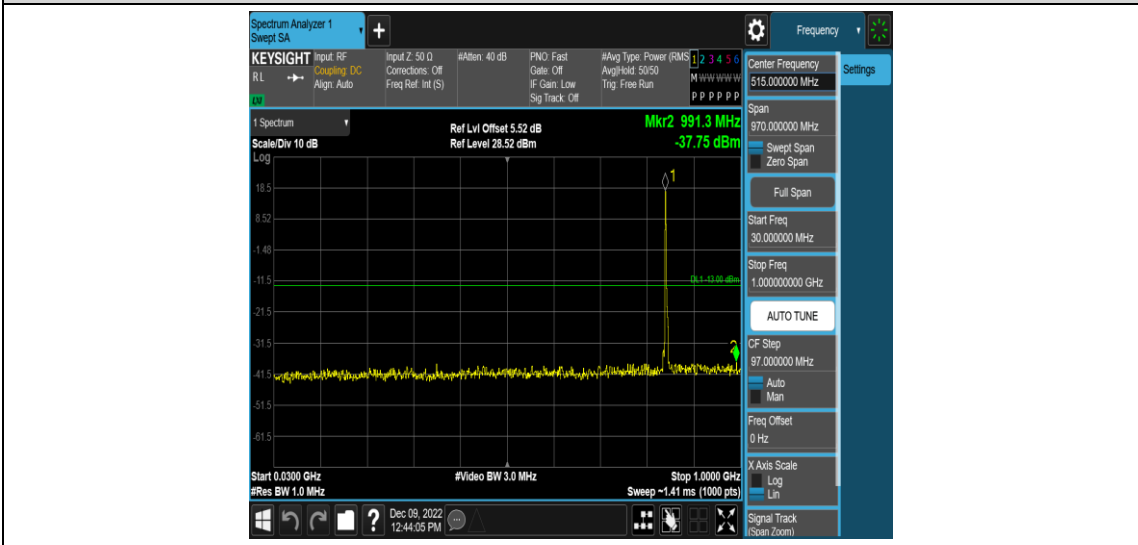 Spectrum Analyzer 1
Swept SA
+
Frequency
KEYSIGHT
RL
LXI
Input: RF
Coupling: DC
Align: Auto
Input Z: 50 Ω
Corrections: Off
Freq Ref: Int (S)
#Atten: 40 dB
PNO: Fast
Gate: Off
IF Gain: Low
Sig Track: Off
#Avg Type: Power (RMS
Avg|Hold: 50/50
Trig: Free Run
1 2 3 4 5 6
M W W W W W
P P P P P P
Center Frequency
515.000000 MHz
Settings
1 Spectrum
Scale/Div 10 dB
Log
Ref Lvl Offset 5.52 dB
Ref Level 28.52 dBm
Mkr2 991.3 MHz
-37.75 dBm
Span
970.000000 MHz
Swept Span
Zero Span
Full Span
Start Freq
30.000000 MHz
Stop Freq
1.000000000 GHz
AUTO TUNE
CF Step
97.000000 MHz
Auto
Man
Freq Offset
0 Hz
X Axis Scale
Log
Lin
Signal Track
(Span Zoom)
1
18.5
8.52
-1.48
DL1 -13.00 dBm
-11.5
-21.5
-31.5
2
-41.5
-51.5
-61.5
Start 0.0300 GHz
#Res BW 1.0 MHz
#Video BW 3.0 MHz
Stop 1.0000 GHz
Sweep ~1.41 ms (1000 pts)
?
Dec 09, 2022
12:44:05 PM